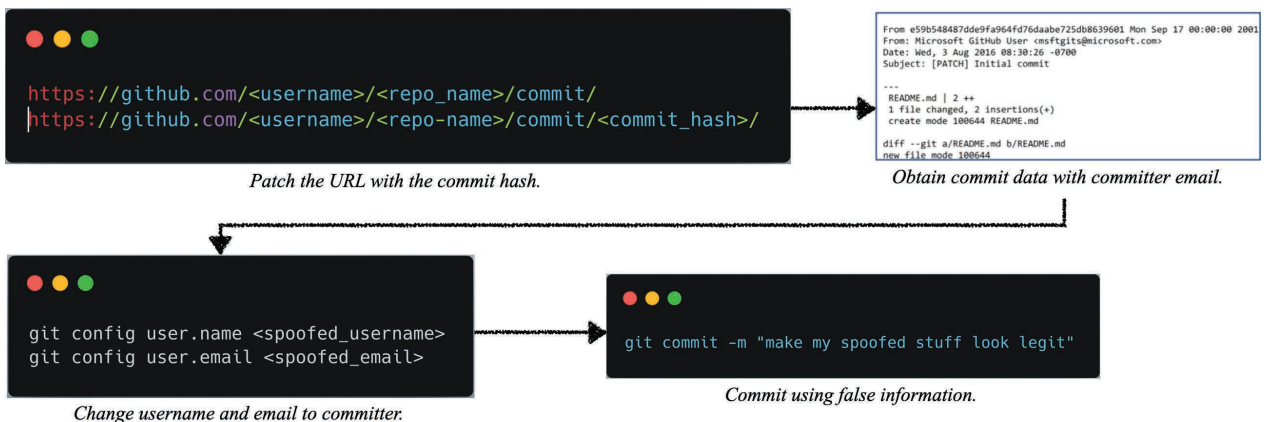 https://github.com/<username>/<repo_name>/commit/
https://github.com/<username>/<repo-name>/commit/<commit_hash>/
Patch the URL with the commit hash.
From e59b548487dde9fa964fd76daabe725db8639601 Mon Sep 17 00:00:00 2001
From: Microsoft GitHub User <msftgits@microsoft.com>
Date: Wed, 3 Aug 2016 08:30:26 -0700
Subject: [PATCH] Initial commit
---
README.md | 2 ++
1 file changed, 2 insertions(+)
create mode 100644 README.md
diff --git a/README.md b/README.md
new file mode 100644
Obtain commit data with committer email.
git config user.name <spoofed_username>
git config user.email <spoofed_email>
Change username and email to committer.
git commit -m "make my spoofed stuff look legit"
Commit using false information.